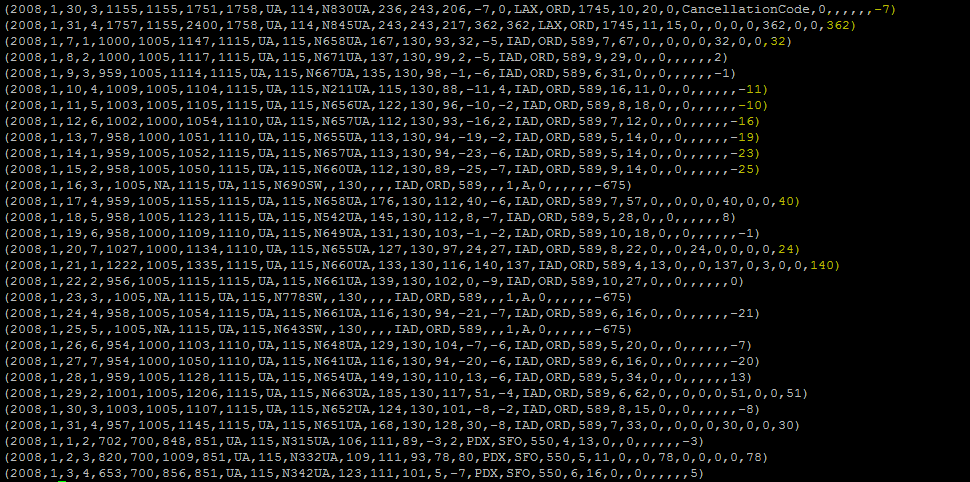 (2008,1,30,3,1155,1155,1751,1758,UA,114,N830UA,236,243,206,-7,0,LAX,ORD,1745,10,20,0,CancellationCode,0,,,,,,-7)
(2008,1,31,4,1757,1155,2400,1758,UA,114,N845UA,243,243,217,362,362,LAX,ORD,1745,11,15,0,,0,0,0,0,362,0,0,362)
(2008,1,7,1,1000,1005,1147,1115,UA,115,N658UA,167,130,93,32,-5,IAD,ORD,589,7,67,0,,0,0,0,0,32,0,0,32)
(2008,1,8,2,1000,1005,1117,1115,UA,115,N671UA,137,130,99,2,-5,IAD,ORD,589,9,29,0,,0,,,,,,2)
(2008,1,9,3,959,1005,1114,1115,UA,115,N667UA,135,130,98,-1,-6,IAD,ORD,589,6,31,0,,0,,,,,,-1)
(2008,1,10,4,1009,1005,1104,1115,UA,115,N211UA,115,130,88,-11,4,IAD,ORD,589,16,11,0,,0,,,,,,-11)
(2008,1,11,5,1003,1005,1105,1115,UA,115,N656UA,122,130,96,-10,-2,IAD,ORD,589,8,18,0,,0,,,,,,-10)
(2008,1,12,6,1002,1000,1054,1110,UA,115,N657UA,112,130,93,-16,2,IAD,ORD,589,7,12,0,,0,,,,,,-16)
(2008,1,13,7,958,1000,1051,1110,UA,115,N655UA,113,130,94,-19,-2,IAD,ORD,589,5,14,0,,0,,,,,,-19)
(2008,1,14,1,959,1005,1052,1115,UA,115,N657UA,113,130,94,-23,-6,IAD,ORD,589,5,14,0,,0,,,,,,-23)
(2008,1,15,2,958,1005,1050,1115,UA,115,N660UA,112,130,89,-25,-7,IAD,ORD,589,9,14,0,,0,,,,,,-25)
(2008,1,16,3,,1005,NA,1115,UA,115,N690SW,,130,,,,IAD,ORD,589,,,1,A,0,,,,,,-675)
(2008,1,17,4,959,1005,1155,1115,UA,115,N658UA,176,130,112,40,-6,IAD,ORD,589,7,57,0,,0,0,0,0,40,0,0,40)
(2008,1,18,5,958,1005,1123,1115,UA,115,N542UA,145,130,112,8,-7,IAD,ORD,589,5,28,0,,0,,,,,,8)
(2008,1,19,6,958,1000,1109,1110,UA,115,N649UA,131,130,103,-1,-2,IAD,ORD,589,10,18,0,,0,,,,,,-1)
(2008,1,20,7,1027,1000,1134,1110,UA,115,N655UA,127,130,97,24,27,IAD,ORD,589,8,22,0,,0,24,0,0,0,0,24)
(2008,1,21,1,1222,1005,1335,1115,UA,115,N660UA,133,130,116,140,137,IAD,ORD,589,4,13,0,,0,137,0,3,0,0,140)
(2008,1,22,2,956,1005,1115,1115,UA,115,N661UA,139,130,102,0,-9,IAD,ORD,589,10,27,0,,0,,,,,,0)
(2008,1,23,3,,1005,NA,1115,UA,115,N778SW,,130,,,,IAD,ORD,589,,,1,A,0,,,,,,-675)
(2008,1,24,4,958,1005,1054,1115,UA,115,N661UA,116,130,94,-21,-7,IAD,ORD,589,6,16,0,,0,,,,,,-21)
(2008,1,25,5,,1005,NA,1115,UA,115,N643SW,,130,,,,IAD,ORD,589,,,1,A,0,,,,,,-675)
(2008,1,26,6,954,1000,1103,1110,UA,115,N648UA,129,130,104,-7,-6,IAD,ORD,589,5,20,0,,0,,,,,,-7)
(2008,1,27,7,954,1000,1050,1110,UA,115,N641UA,116,130,94,-20,-6,IAD,ORD,589,6,16,0,,0,,,,,,-20)
(2008,1,28,1,959,1005,1128,1115,UA,115,N654UA,149,130,110,13,-6,IAD,ORD,589,5,34,0,,0,,,,,,13)
(2008,1,29,2,1001,1005,1206,1115,UA,115,N663UA,185,130,117,51,-4,IAD,ORD,589,6,62,0,,0,0,0,51,0,0,51)
(2008,1,30,3,1003,1005,1107,1115,UA,115,N652UA,124,130,101,-8,-2,IAD,ORD,589,8,15,0,,0,,,,,,-8)
(2008,1,31,4,957,1005,1145,1115,UA,115,N651UA,168,130,128,30,-8,IAD,ORD,589,7,33,0,,0,0,0,30,0,0,30)
(2008,1,1,2,702,700,848,851,UA,115,N315UA,106,111,89,-3,2,PDX,SFO,550,4,13,0,,0,,,,,,-3)
(2008,1,2,3,820,700,1009,851,UA,115,N332UA,109,111,93,78,80,PDX,SFO,550,5,11,0,,0,78,0,0,0,0,78)
(2008,1,3,4,653,700,856,851,UA,115,N342UA,123,111,101,5,-7,PDX,SFO,550,6,16,0,,0,,,,,,5)